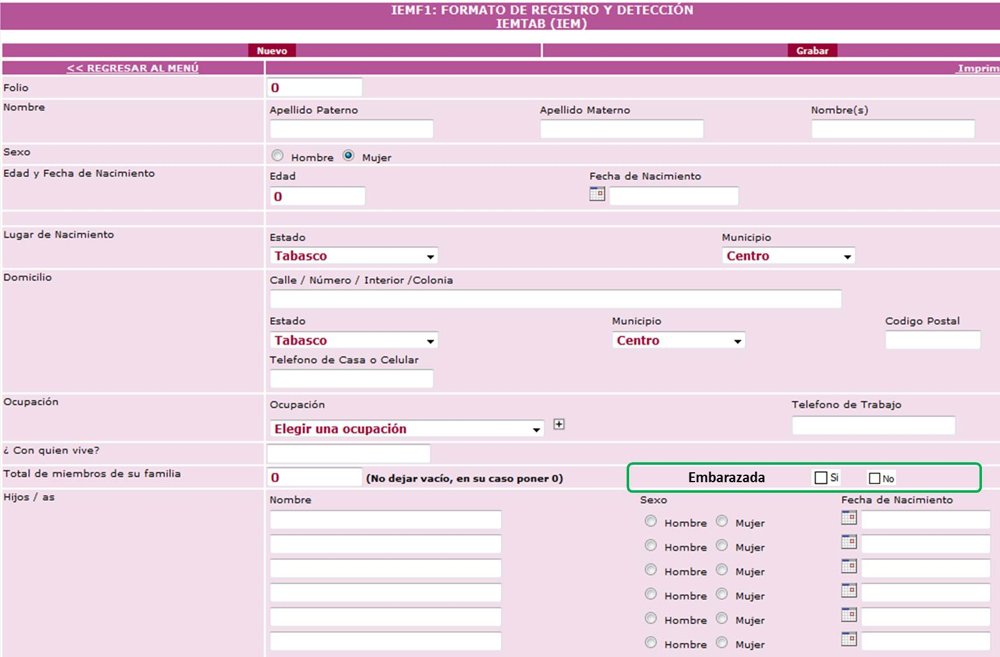 IEMF1: FORMATO DE REGISTRO Y DETECCIÓN
IEMTAB (IEM)
Nuevo Grabar
<< REGRESAR AL MENÚ Imprim
Folio 0
Nombre Apellido Paterno Apellido Materno Nombre(s)
Sexo Hombre Mujer
Edad y Fecha de Nacimiento Edad Fecha de Nacimiento
0
Lugar de Nacimiento Estado Municipio
Tabasco Centro
Domicilio Calle / Número / Interior /Colonia
Estado Municipio Codigo Postal
Tabasco Centro
Telefono de Casa o Celular
Ocupación Ocupación Telefono de Trabajo
Elegir una ocupación
¿ Con quien vive?
Total de miembros de su familia 0 (No dejar vacío, en su caso poner 0) Embarazada Si No
Hijos / as Nombre Sexo Fecha de Nacimiento
Hombre Mujer
Hombre Mujer
Hombre Mujer
Hombre Mujer
Hombre Mujer
Hombre Mujer